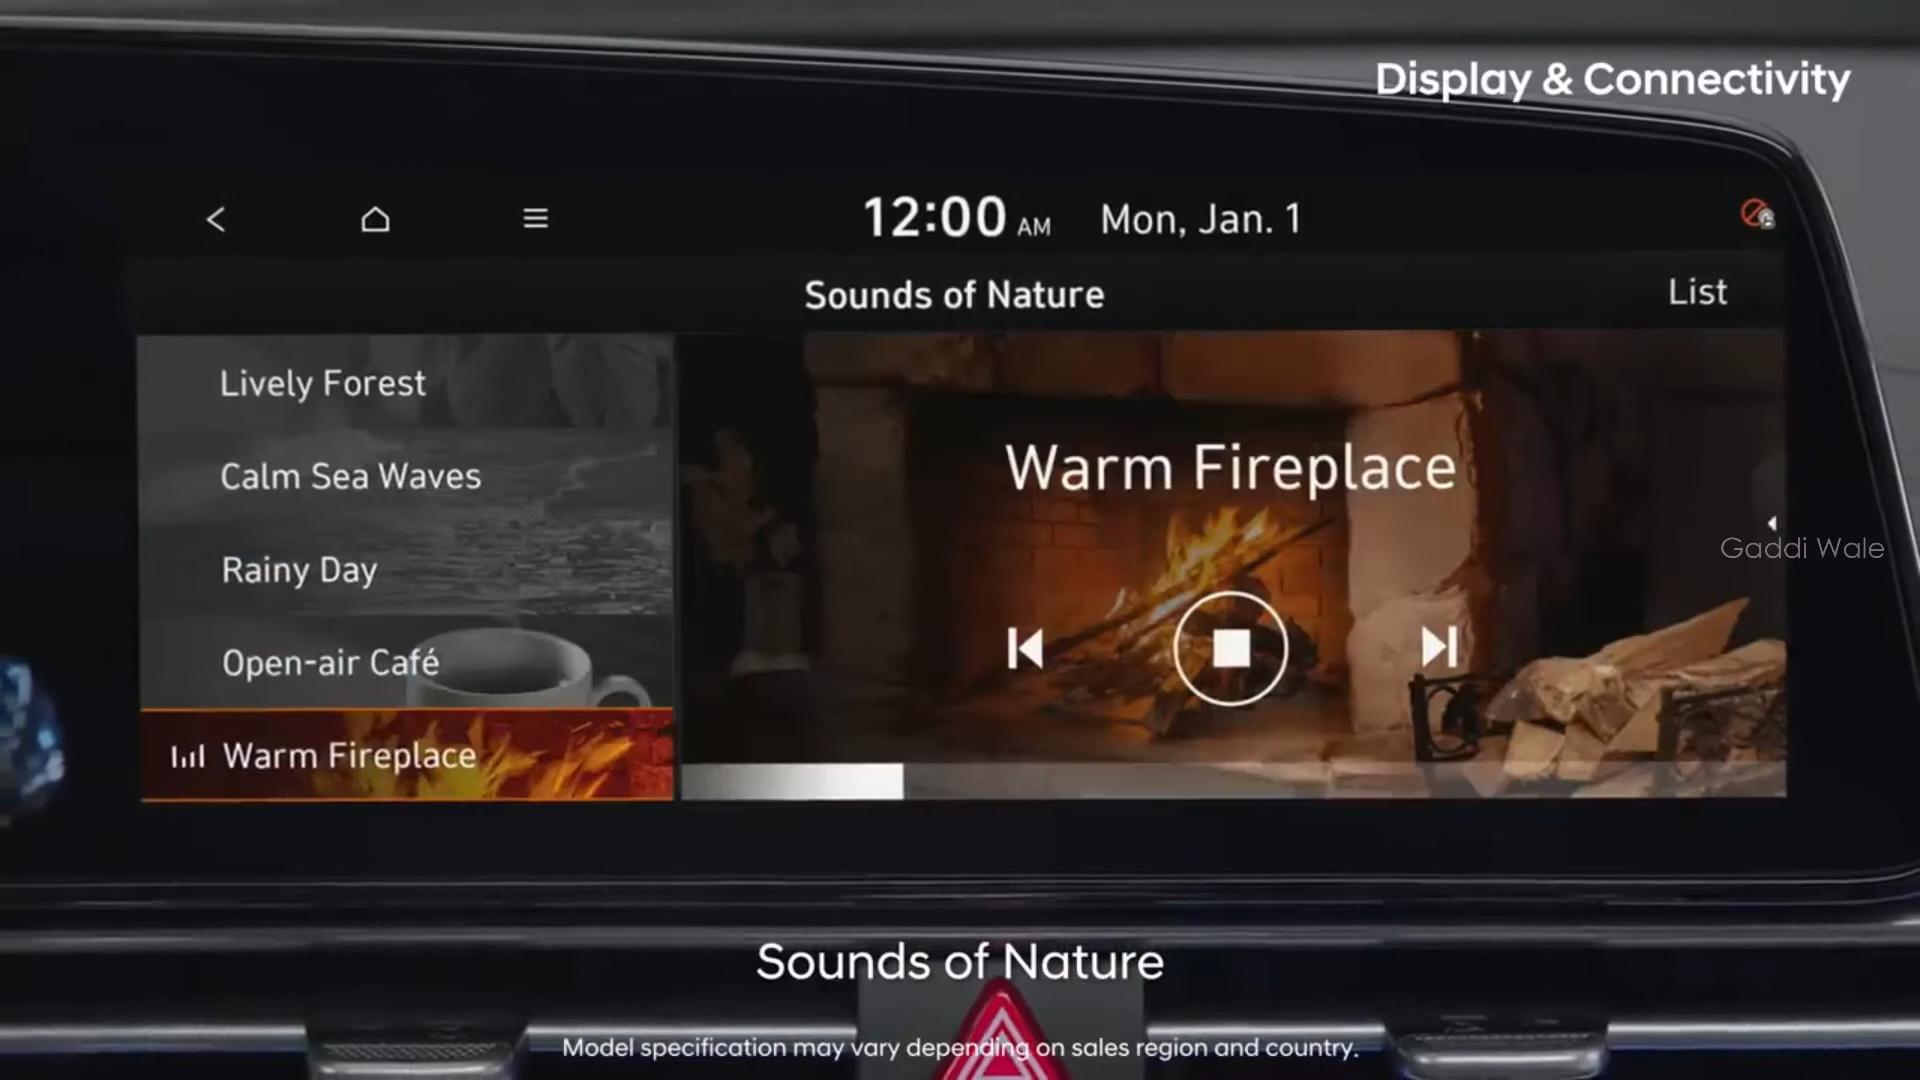 Display & Connectivity
12:00 AM Mon, Jan. 1
Sounds of Nature
List
Lively Forest
Calm Sea Waves
Rainy Day
Open-air Café
Warm Fireplace
Warm Fireplace
Gaddi Wale
Sounds of Nature
Model specification may vary depending on sales region and country.